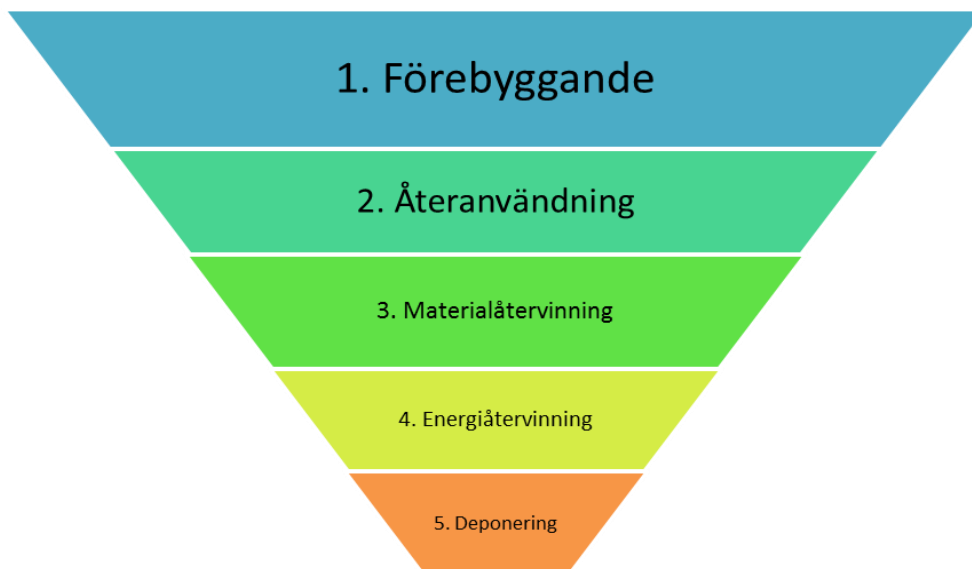 1. Förebyggande
2. Återanvändning
3. Materialåtervinning
4. Energiåtervinning
5. Deponering